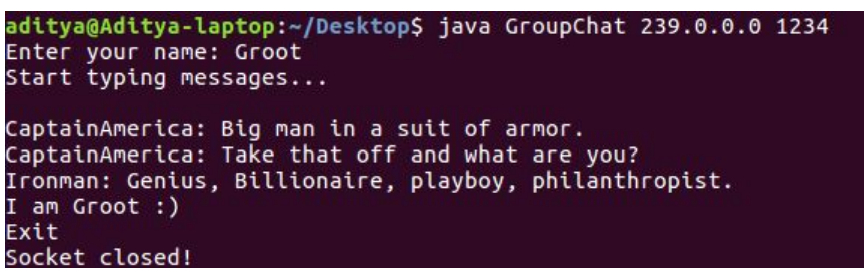 aditya@Aditya-laptop:~/Desktop$ java GroupChat 239.0.0.0 1234
Enter your name: Groot
Start typing messages...
CaptainAmerica: Big man in a suit of armor.
CaptainAmerica: Take that off and what are you?
Ironman: Genius, Billionaire, playboy, philanthropist.
I am Groot :)
Exit
Socket closed!